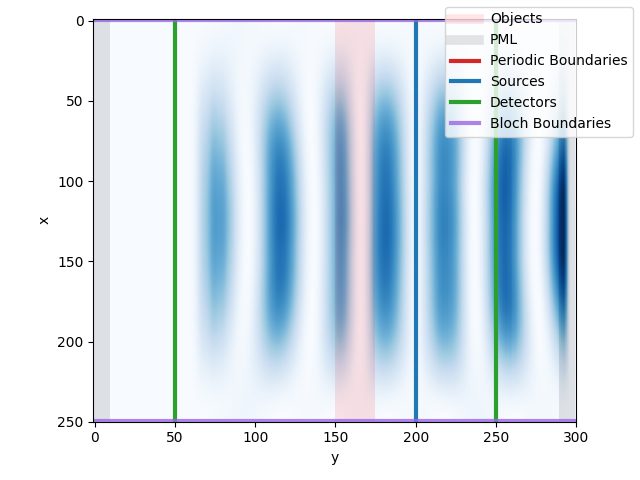 Objects
PML
Periodic Boundaries
Sources
Detectors
Bloch Boundaries
0
50
100
150
200
250
x
0 50 100 150 200 250 300
y